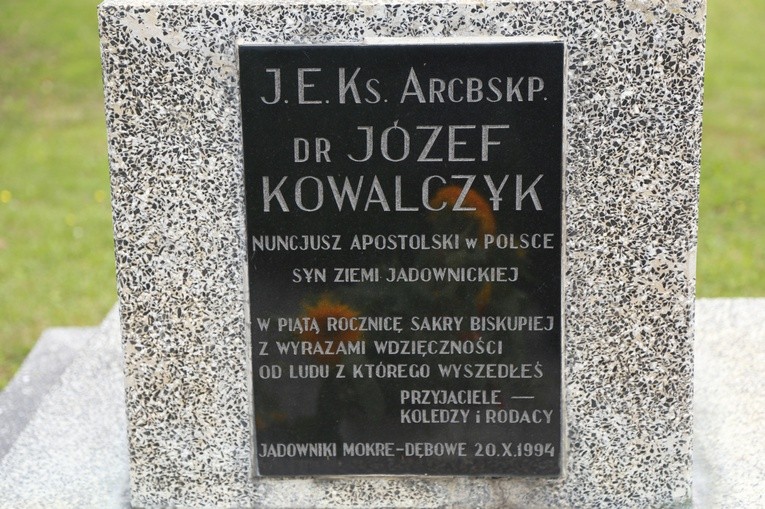 J.E.Ks. ARCBSKP.
DR JÓZEF
KOWALCZYK
NUNCJUSZ APOSTOLSKI w POLSCE
SYN ZIEMI JADOWNICKIEJ
W PIĄTĄ ROCZNICĘ SAKRY BISKUPIEJ
Z WYRAZAMI WDZIĘCZNOŚCI
OD LUDU Z KTÓREGO WYSZEDŁEŚ
PRZYJACIELE —
KOLEDZY i RODACY
JADOWNIKI MOKRE-DĘBOWE 20.X.1994